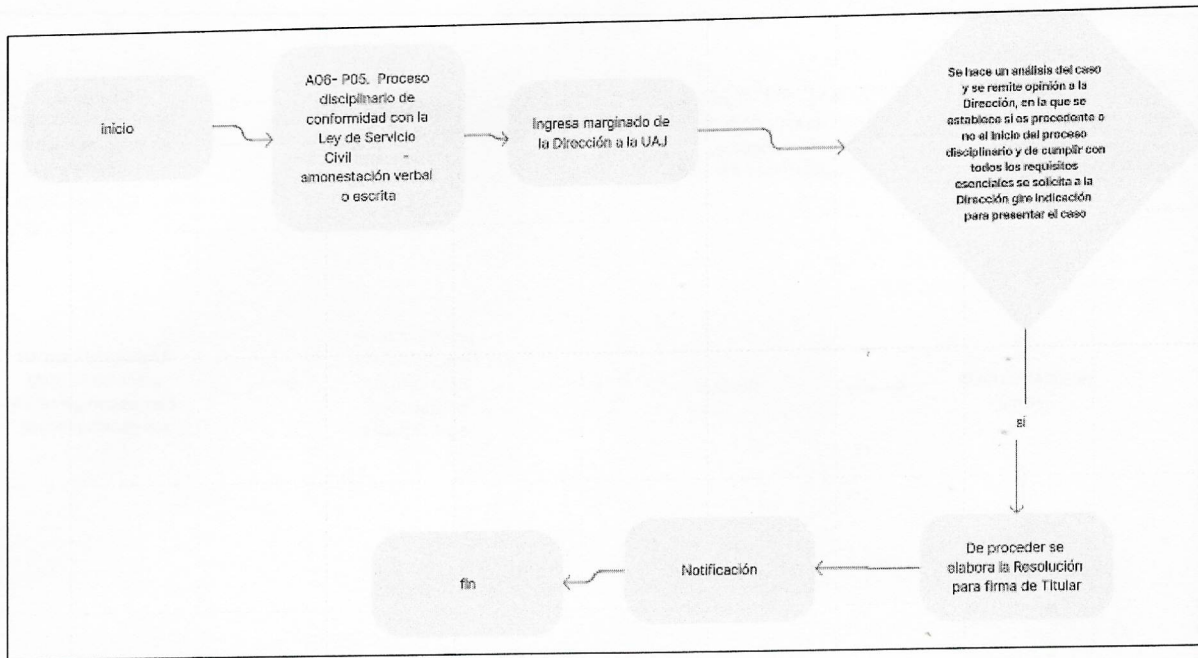 inicio
A06- P05. Proceso
disciplinario de
conformidad con la
Ley de Servicio
Civil -
amonestación verbal
o escrita
Ingresa marginado de
la Dirección a la UAJ
Se hace un análisis del caso
y se remite opinión a la
Dirección, en la que se
establece si es procedente o
no el inicio del proceso
disciplinario y de cumplir con
todos los requisitos
esenciales se solicita a la
Dirección gire indicación
para presentar el caso
sí
De proceder se
elabora la Resolución
para firma de Titular
Notificación
fin